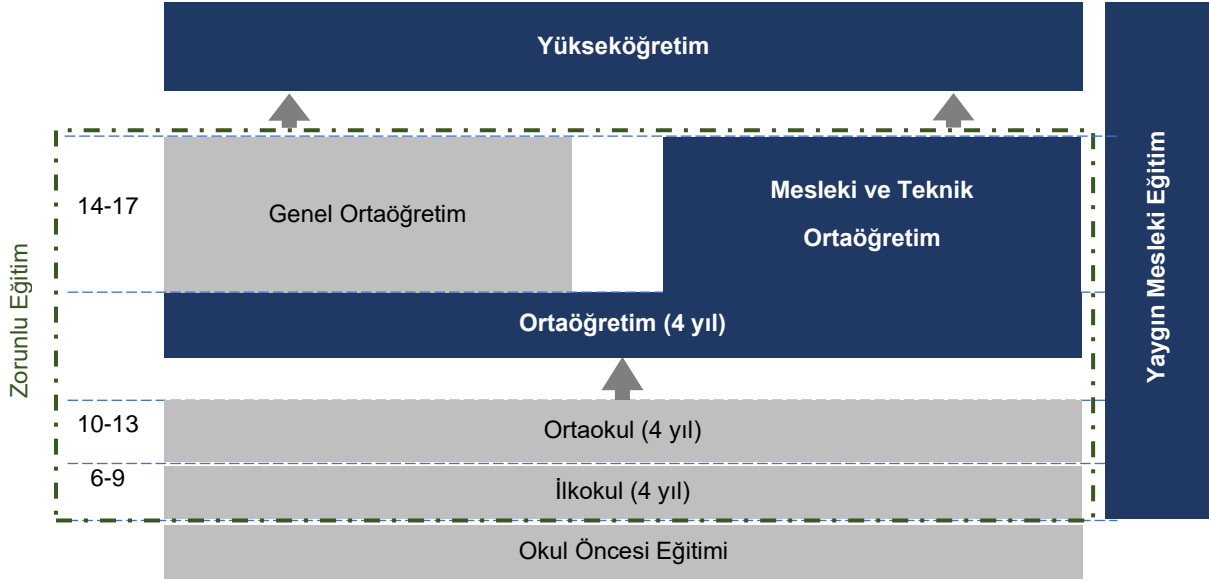 Yükseköğretim
14-17
Genel Ortaöğretim
Mesleki ve Teknik
Ortaöğretim
Ortaöğretim (4 yıl)
10-13
Ortaokul (4 yıl)
6-9
İlkokul (4 yıl)
Okul Öncesi Eğitimi
Zorunlu Eğitim
Yaygın Mesleki Eğitim